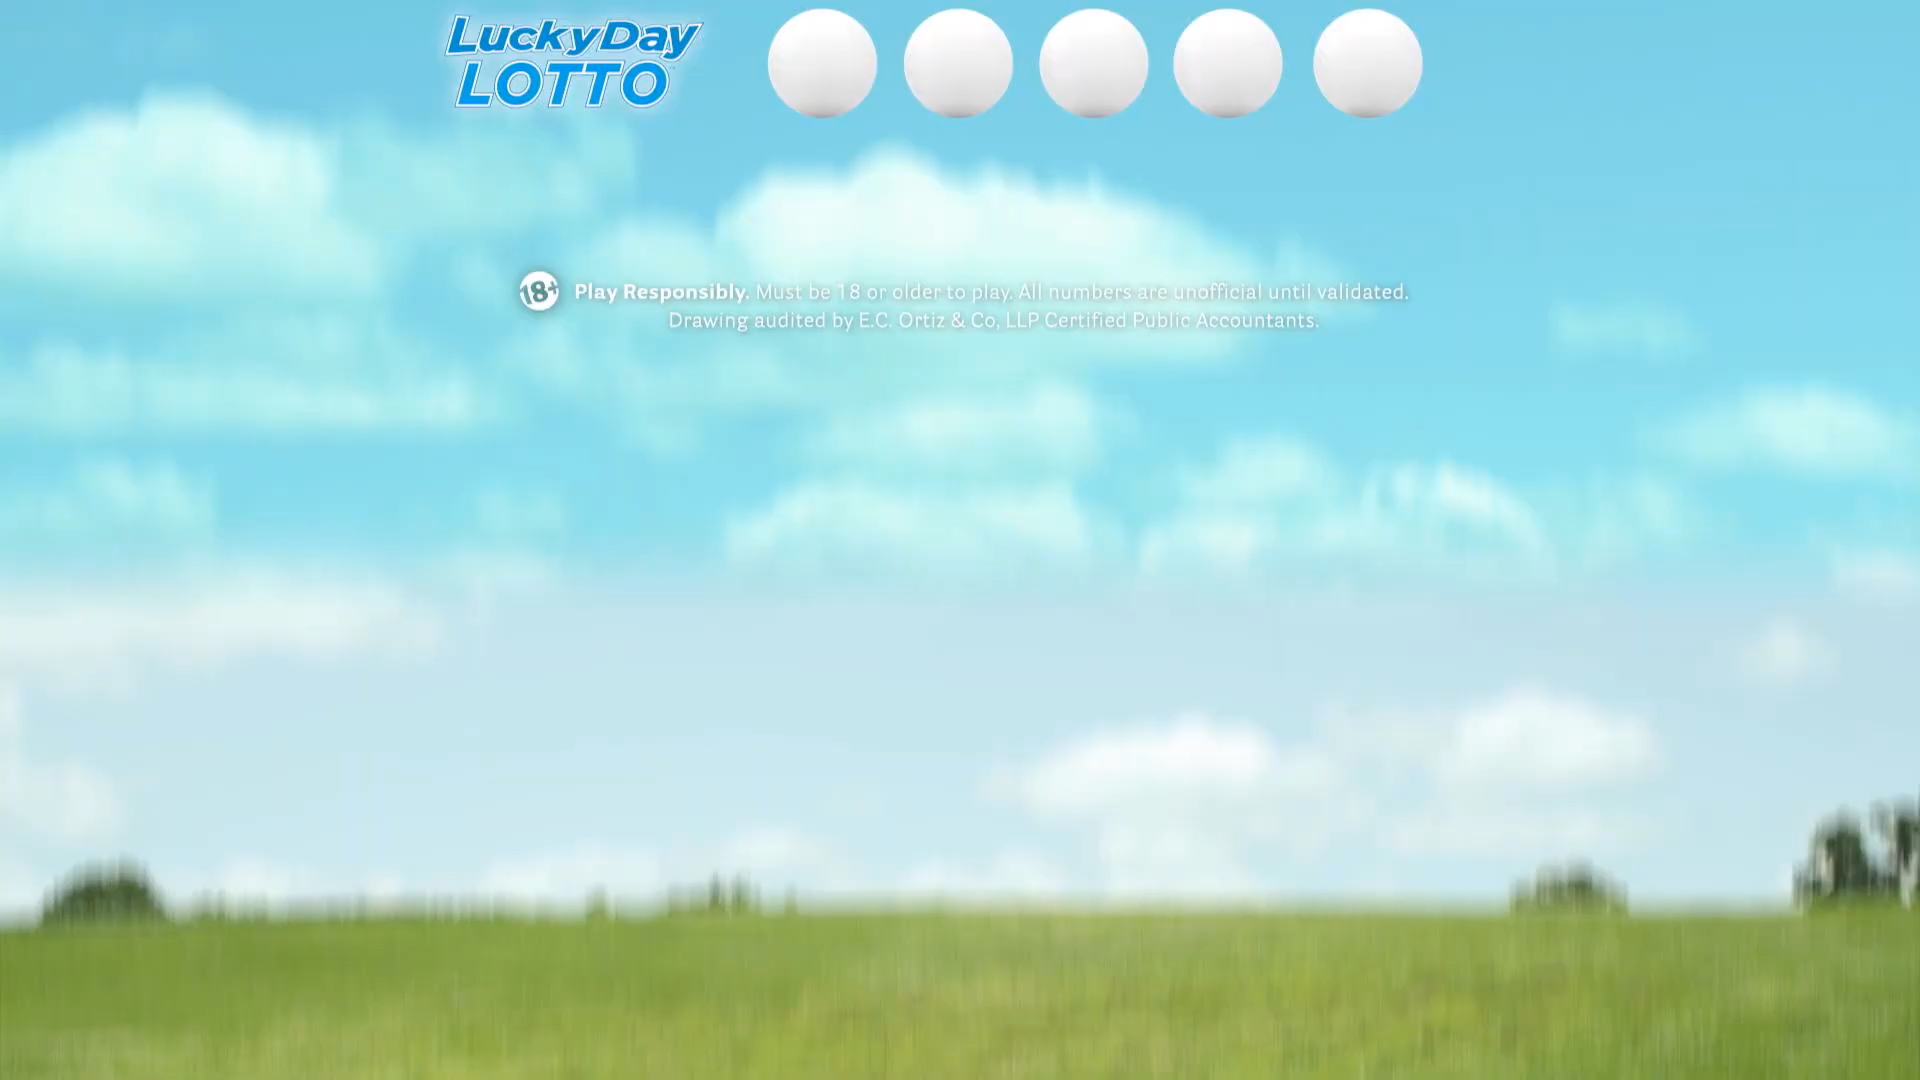 LuckyDay
LOTTO
18+ Play Responsibly. Must be 18 or older to play. All numbers are unofficial until validated.
Drawing audited by E.C. Ortiz & Co, LLP Certified Public Accountants.